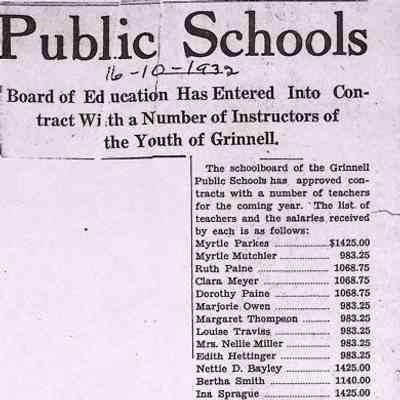 Public Schools
16-10-1932
Board of Education Has Entered Into Con-
tract With a Number of Instructors of
the Youth of Grinnell.
The schoolboard of the Grinnell
Public Schools has approved con-
tracts with a number of teachers
for the coming year. The list of
teachers and the salaries received
by each is as follows:
Myrtle Parkes ................$1425.00
Myrtle Mutchler ............... 983.25
Ruth Paine .................... 1068.75
Clara Meyer ................... 1068.75
Dorothy Paine ................. 1068.75
Marjorie Owen ................. 983.25
Margaret Thompson ......... 983.25
Louise Traviss ................ 983.25
Mrs. Nellie Miller ............ 983.25
Edith Hettinger ............... 983.25
Nettie D. Bayley .............. 1425.00
Bertha Smith .................. 1140.00
Ina Sprague ................... 1425.00